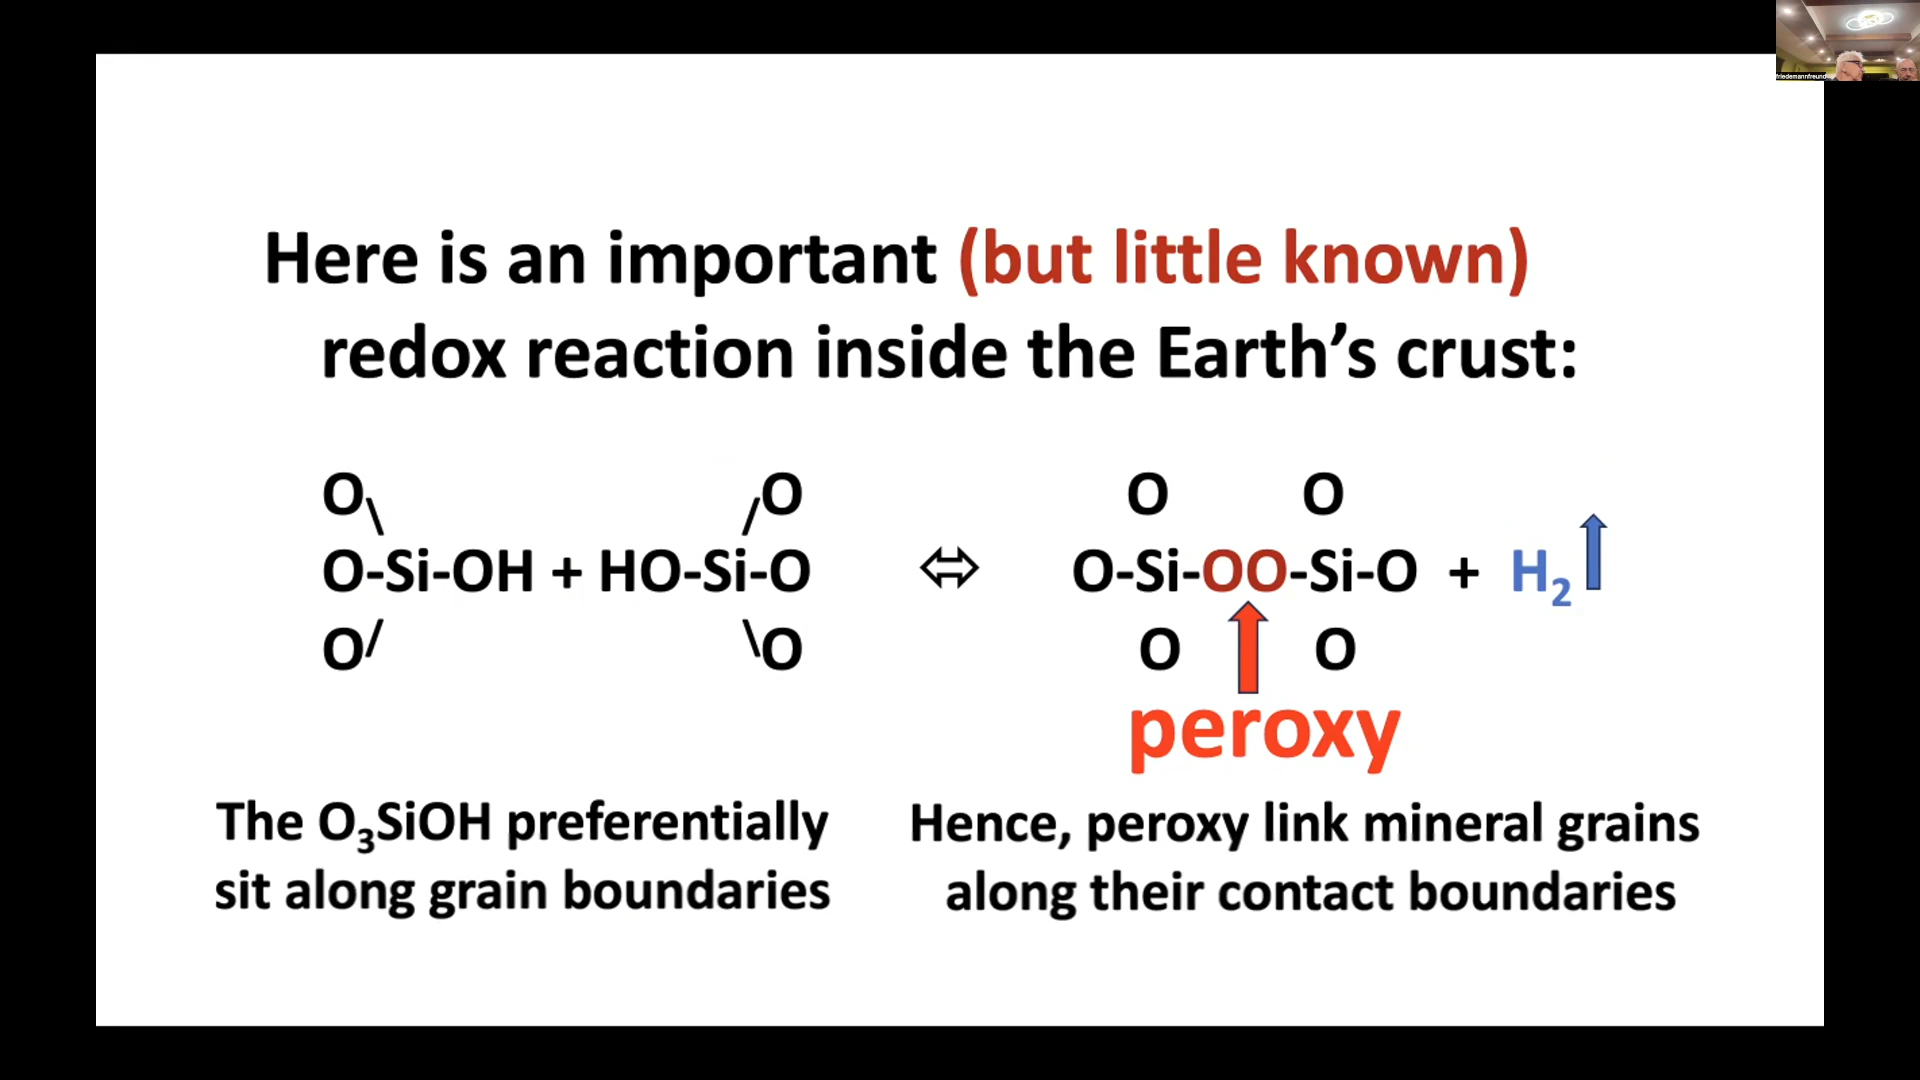 Here is an important (but little known)
redox reaction inside the Earth's crust:
O\ /O O O
O-Si-OH + HO-Si-O ⇔ O-Si-OO-Si-O + H₂
O/ \O O O
peroxy
The O₃SiOH preferentially
sit along grain boundaries
Hence, peroxy link mineral grains
along their contact boundaries
friedemannfreund